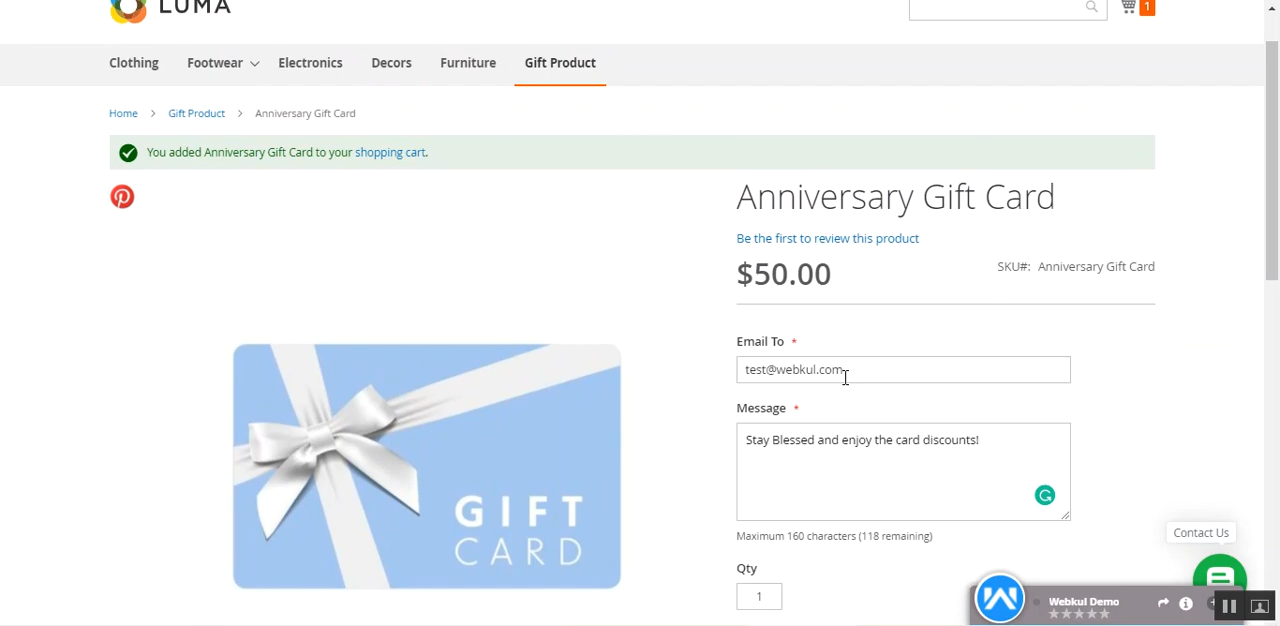 LUMA
1
Clothing Footwear Electronics Decors Furniture Gift Product
Home > Gift Product > Anniversary Gift Card
You added Anniversary Gift Card to your shopping cart.
Anniversary Gift Card
Be the first to review this product
$50.00
SKU#: Anniversary Gift Card
Email To *
test@webkul.com
Message *
Stay Blessed and enjoy the card discounts!
Maximum 160 characters (118 remaining)
GIFT
CARD
Qty
1
Contact Us
Webkul Demo